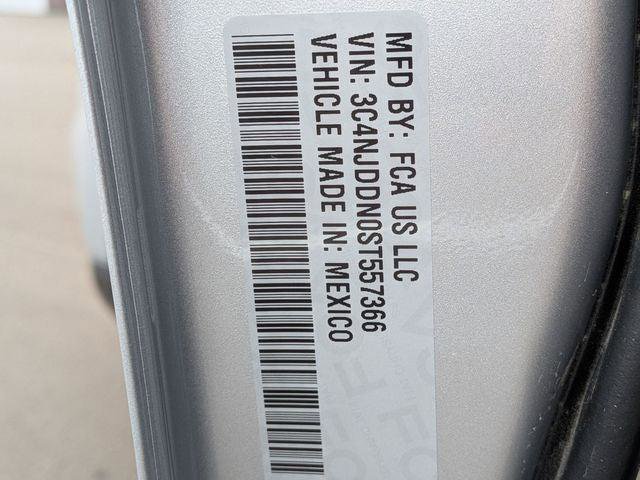 MFD BY: FCA US LLC
VIN: 3C4NJDDN0ST557366
VEHICLE MADE IN: MEXICO